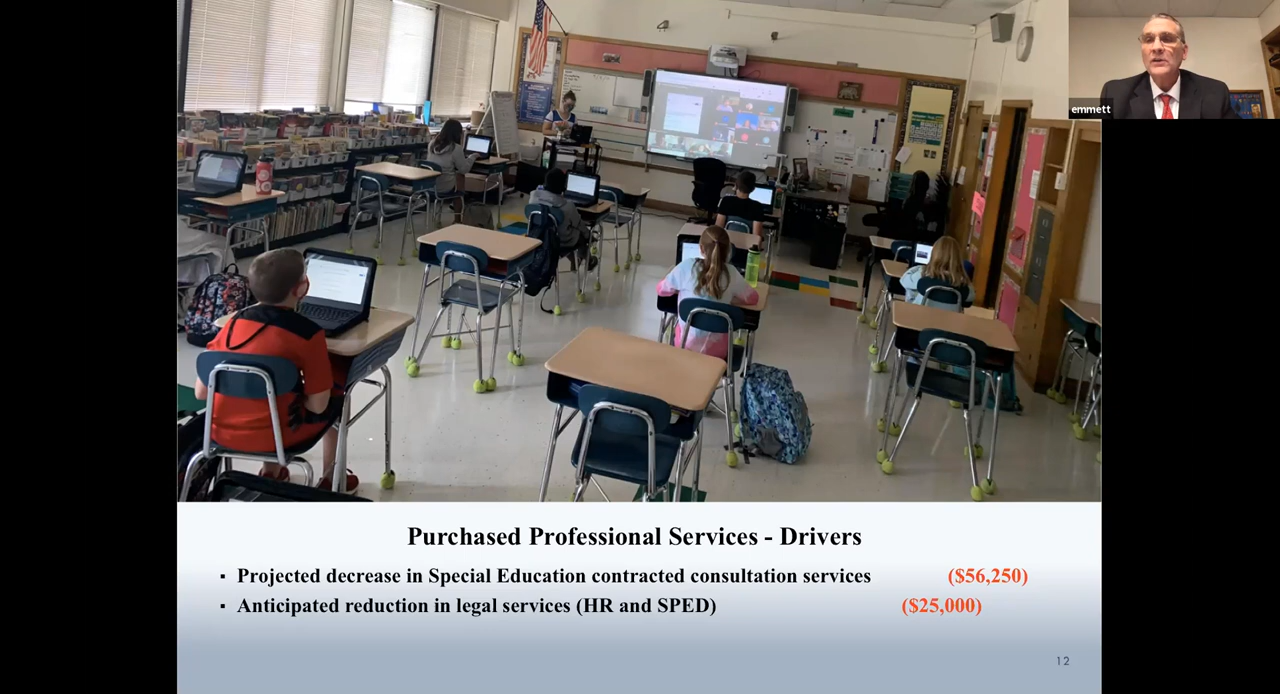 emmett
Purchased Professional Services - Drivers
▪ Projected decrease in Special Education contracted consultation services ($56,250)
▪ Anticipated reduction in legal services (HR and SPED) ($25,000)
12